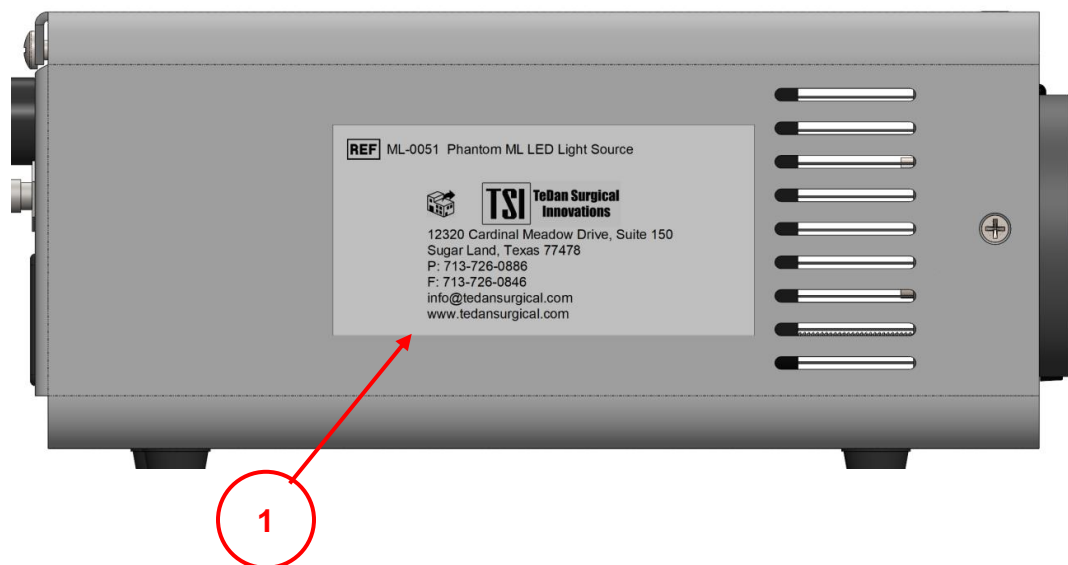 REF ML-0051 Phantom ML LED Light Source
TSI TeDan Surgical
Innovations
12320 Cardinal Meadow Drive, Suite 150
Sugar Land, Texas 77478
P: 713-726-0886
F: 713-726-0846
info@tedansurgical.com
www.tedansurgical.com
1